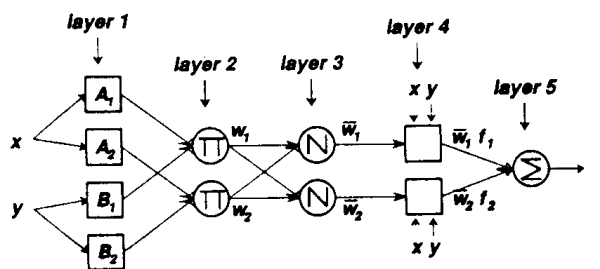 layer 1
layer 2
layer 3
layer 4
layer 5
x
y
A₁
A₂
B₁
B₂
Π
Π
w₁
w₂
N
N
w̅₁
w̅₂
x y
x y
w̅₁ f₁
w̅₂ f₂
Σ